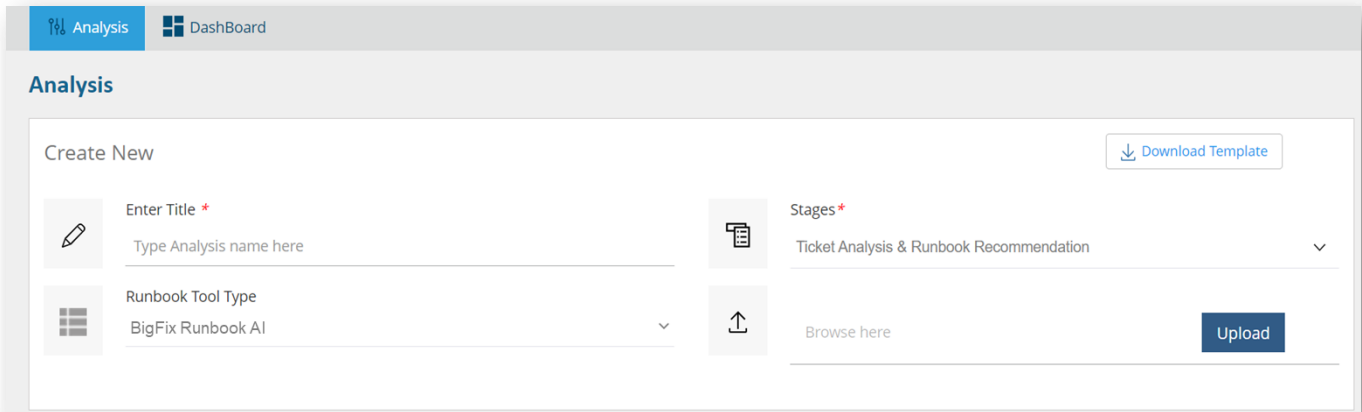 Analysis
DashBoard
Analysis
Create New
Download Template
Enter Title *
Type Analysis name here
Stages*
Ticket Analysis & Runbook Recommendation
Runbook Tool Type
BigFix Runbook AI
Browse here
Upload